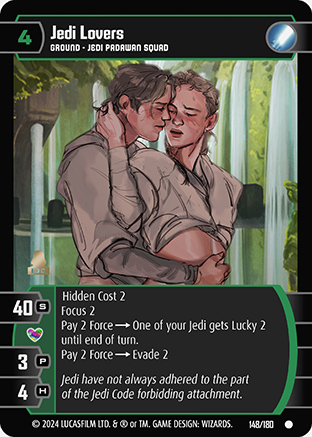 4 Jedi Lovers
GROUND - JEDI PADAWAN SQUAD
Hidden Cost 2
40 S
Focus 2
Pay 2 Force → One of your Jedi gets Lucky 2
until end of turn.
3 P
Pay 2 Force → Evade 2
4 H
Jedi have not always adhered to the part
of the Jedi Code forbidding attachment.
© 2024 LUCASFILM LTD. & ® or TM. GAME DESIGN: WIZARDS. 148/180